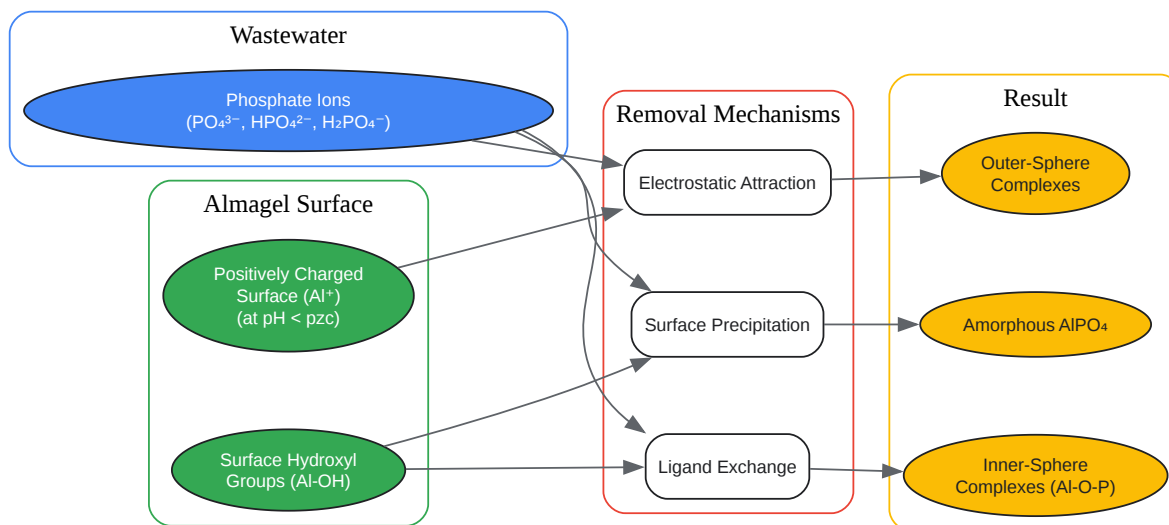 Wastewater
Phosphate Ions
(PO₄³⁻, HPO₄²⁻, H₂PO₄⁻)
Almagel Surface
Positively Charged
Surface (Al⁺)
(at pH < pzc)
Surface Hydroxyl
Groups (Al-OH)
Removal Mechanisms
Electrostatic Attraction
Surface Precipitation
Ligand Exchange
Result
Outer-Sphere
Complexes
Amorphous AlPO₄
Inner-Sphere
Complexes (Al-O-P)